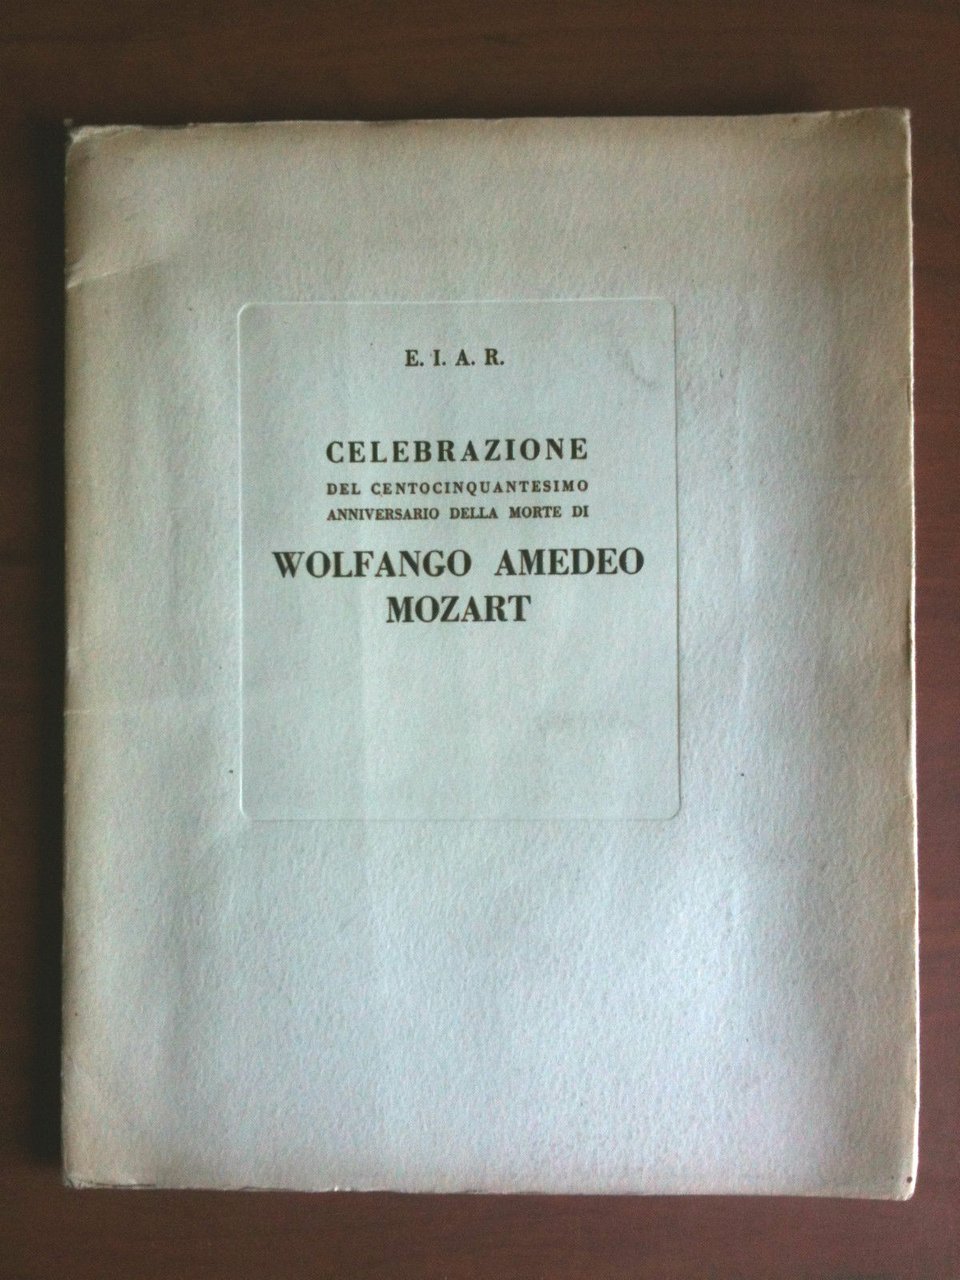 E. I. A. R.
CELEBRAZIONE
DEL CENTOCINQUANTESIMO
ANNIVERSARIO DELLA MORTE DI
WOLFANGO AMEDEO
MOZART